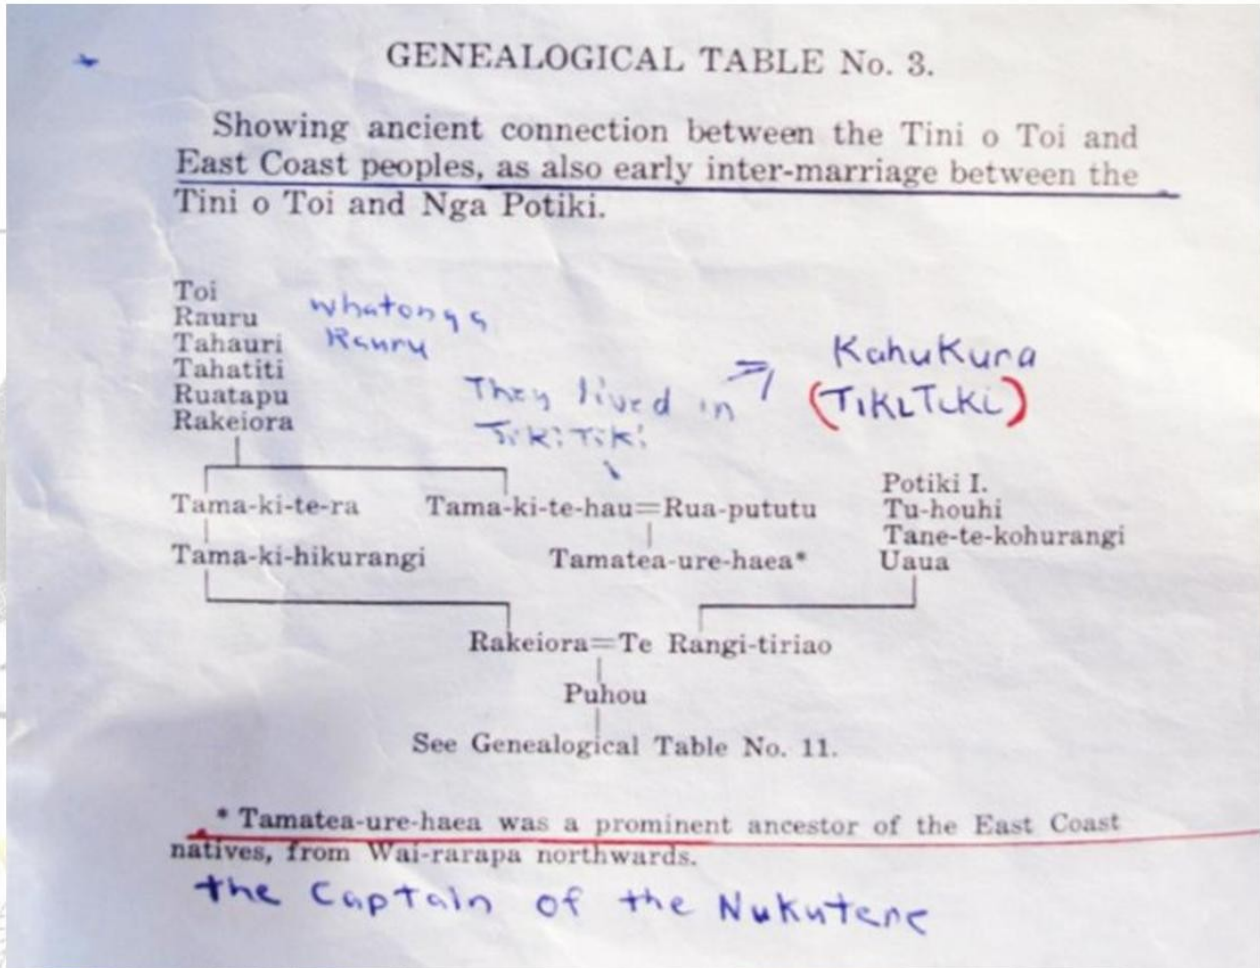 GENEALOGICAL TABLE No. 3.
Showing ancient connection between the Tini o Toi and
East Coast peoples, as also early inter-marriage between the
Tini o Toi and Nga Potiki.
Toi
Rauru
Tahauri
Tahatiti
Ruatapu
Rakeiora
whatonga
Rauru
They lived in
TikiTiki
KahuKura
(TIKITIKI)
Tama-ki-te-ra
Tama-ki-te-hau=Rua-pututu
Tama-ki-hikurangi
Tamatea-ure-haea*
Potiki I.
Tu-houhi
Tane-te-kohurangi
Uaua
Rakeiora=Te Rangi-tiriao
Puhou
See Genealogical Table No. 11.
* Tamatea-ure-haea was a prominent ancestor of the East Coast
natives, from Wai-rarapa northwards.
the Captain of the Nukutere